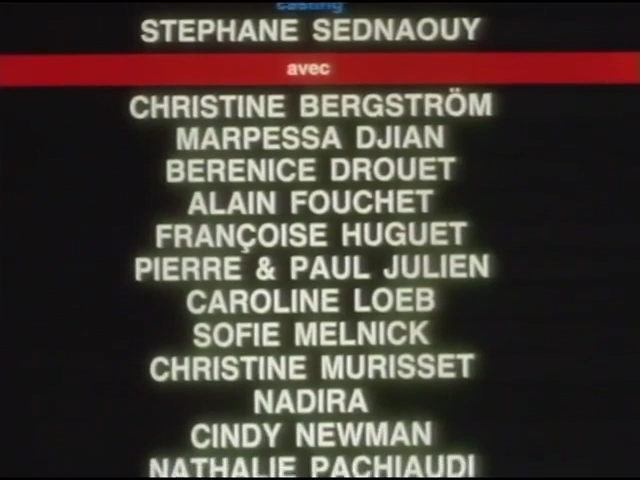 casting
STEPHANE SEDNAOUY
avec
CHRISTINE BERGSTRÖM
MARPESSA DJIAN
BERENICE DROUET
ALAIN FOUCHET
FRANÇOISE HUGUET
PIERRE & PAUL JULIEN
CAROLINE LOEB
SOFIE MELNICK
CHRISTINE MURISSET
NADIRA
CINDY NEWMAN
NATHALIE PACHIAUDI